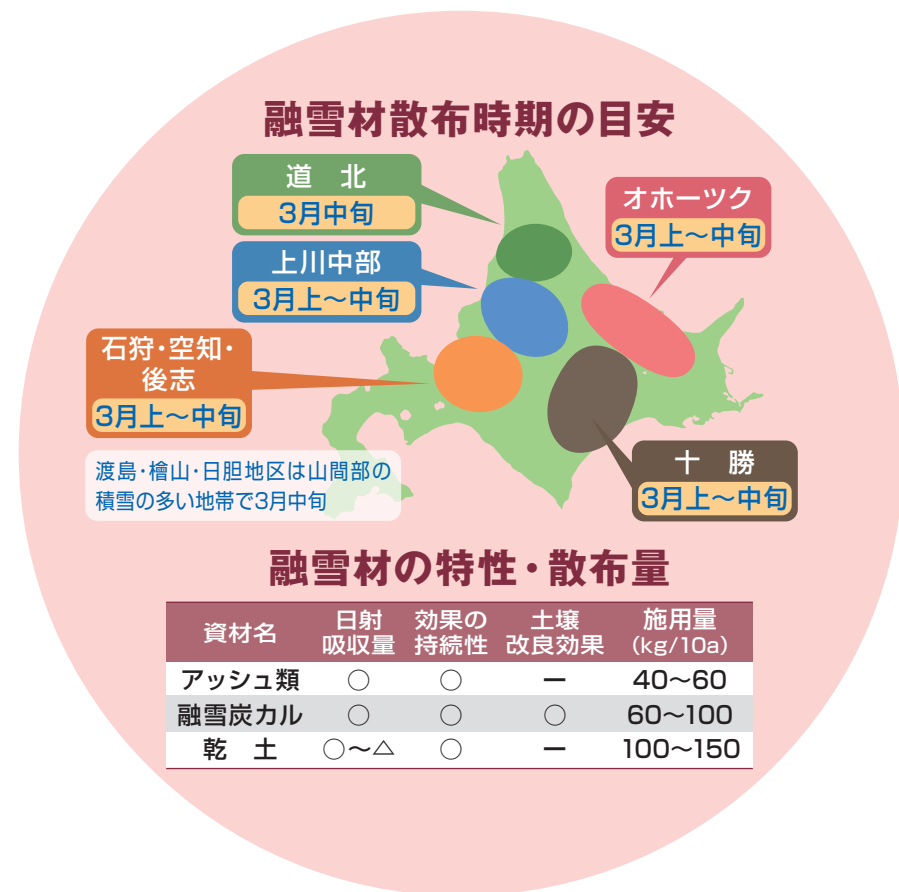 融雪材散布時期の目安
道 北
3月中旬
オホーツク
3月上～中旬
上川中部
3月上～中旬
石狩・空知・
後志
3月上～中旬
渡島・檜山・日胆地区は山間部の
積雪の多い地帯で3月中旬
十 勝
3月上～中旬
融雪材の特性・散布量
資材名 日射吸収量 効果の持続性 土壌改良効果 施用量(kg/10a)
アッシュ類 ○ ○ ー 40～60
融雪炭カル ○ ○ ○ 60～100
乾 土 ○～△ ○ ー 100～150